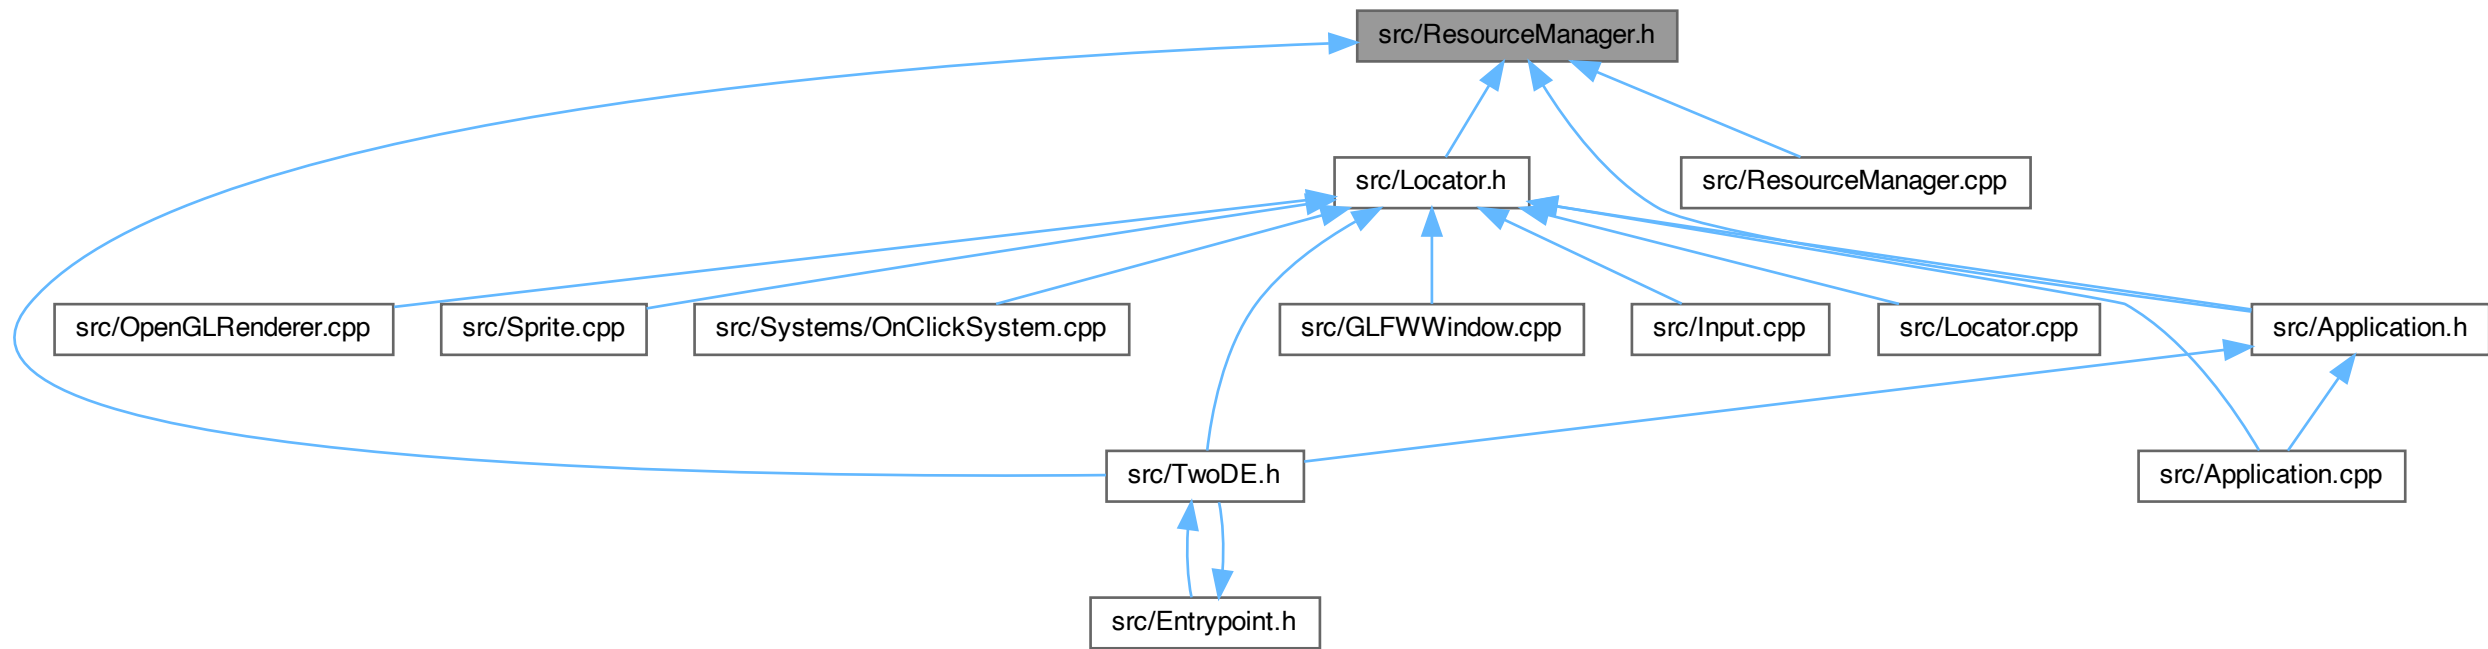 src/ResourceManager.h
src/Locator.h
src/ResourceManager.cpp
src/OpenGLRenderer.cpp
src/Sprite.cpp
src/Systems/OnClickSystem.cpp
src/GLFWWindow.cpp
src/Input.cpp
src/Locator.cpp
src/Application.h
src/TwoDE.h
src/Application.cpp
src/Entrypoint.h